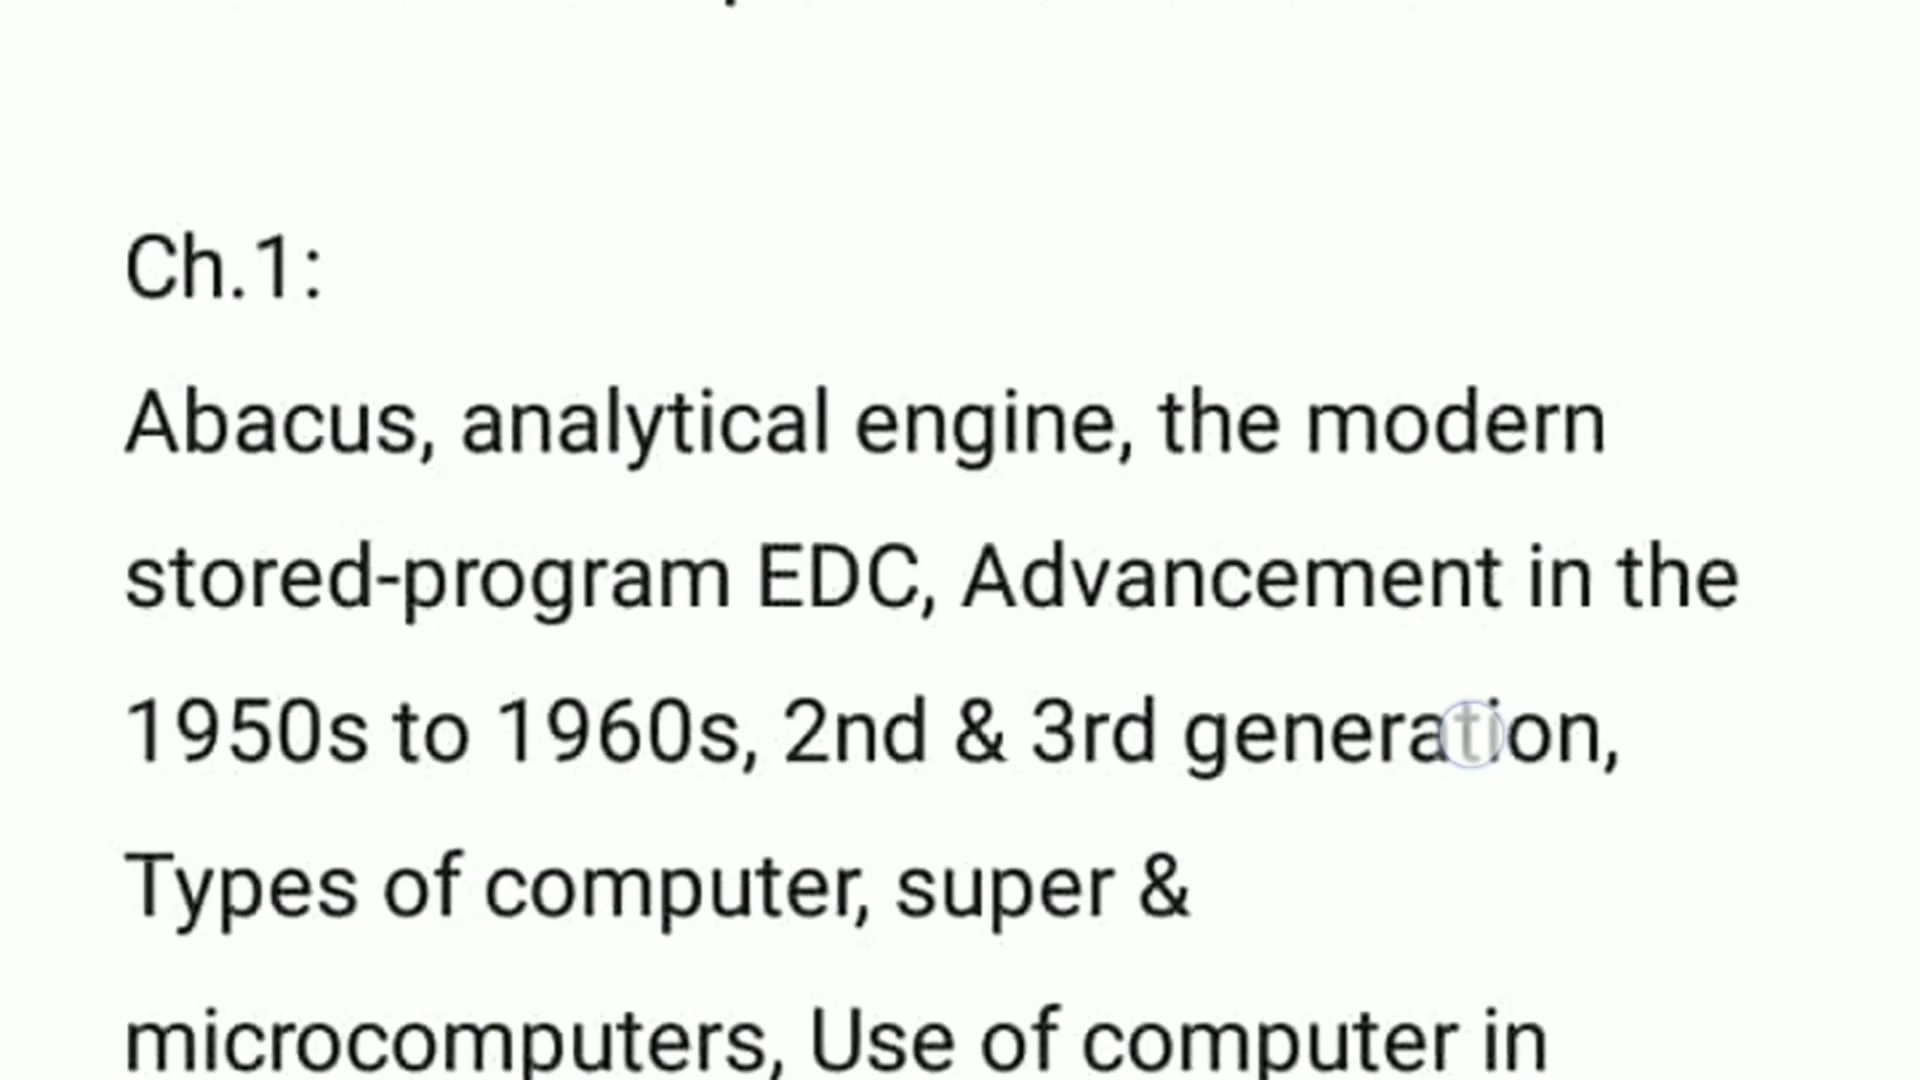 Ch.1:
Abacus, analytical engine, the modern
stored-program EDC, Advancement in the
1950s to 1960s, 2nd & 3rd generation,
Types of computer, super &
microcomputers, Use of computer in